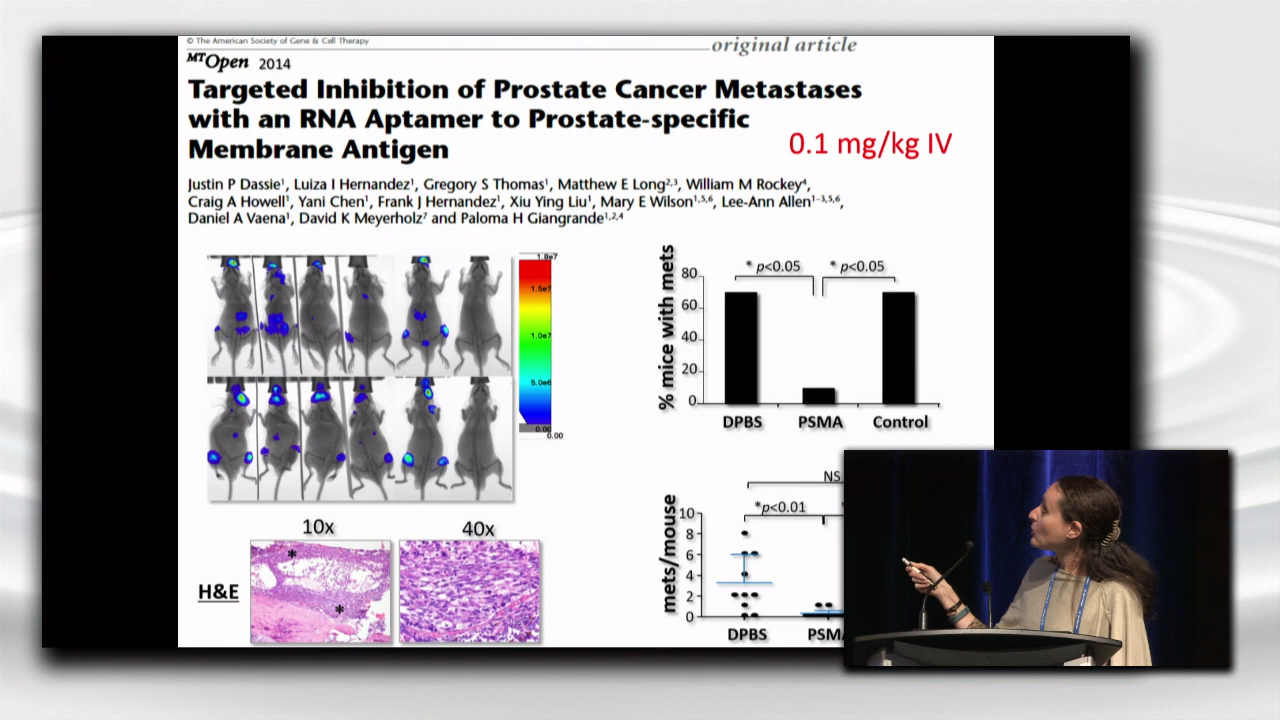 © The American Society of Gene & Cell Therapy
original article
MTOpen 2014
Targeted Inhibition of Prostate Cancer Metastases
with an RNA Aptamer to Prostate-specific
Membrane Antigen
0.1 mg/kg IV
Justin P Dassie¹, Luiza I Hernandez¹, Gregory S Thomas¹, Matthew E Long²,³, William M Rockey⁴,
Craig A Howell¹, Yani Chen¹, Frank J Hernandez¹, Xiu Ying Liu¹, Mary E Wilson¹,⁵,⁶, Lee-Ann Allen¹⁻³,⁵,⁶,
Daniel A Vaena¹, David K Meyerholz⁷ and Paloma H Giangrande¹,²,⁴
1.8e7
1.5e7
1.0e7
5.0e6
0.00
0.00
% mice with mets
80
60
40
20
0
* p<0.05
* p<0.05
DPBS PSMA Control
10x
40x
H&E
*
*
mets/mouse
10
8
6
4
2
0
NS
*p<0.01
*
DPBS PSMA